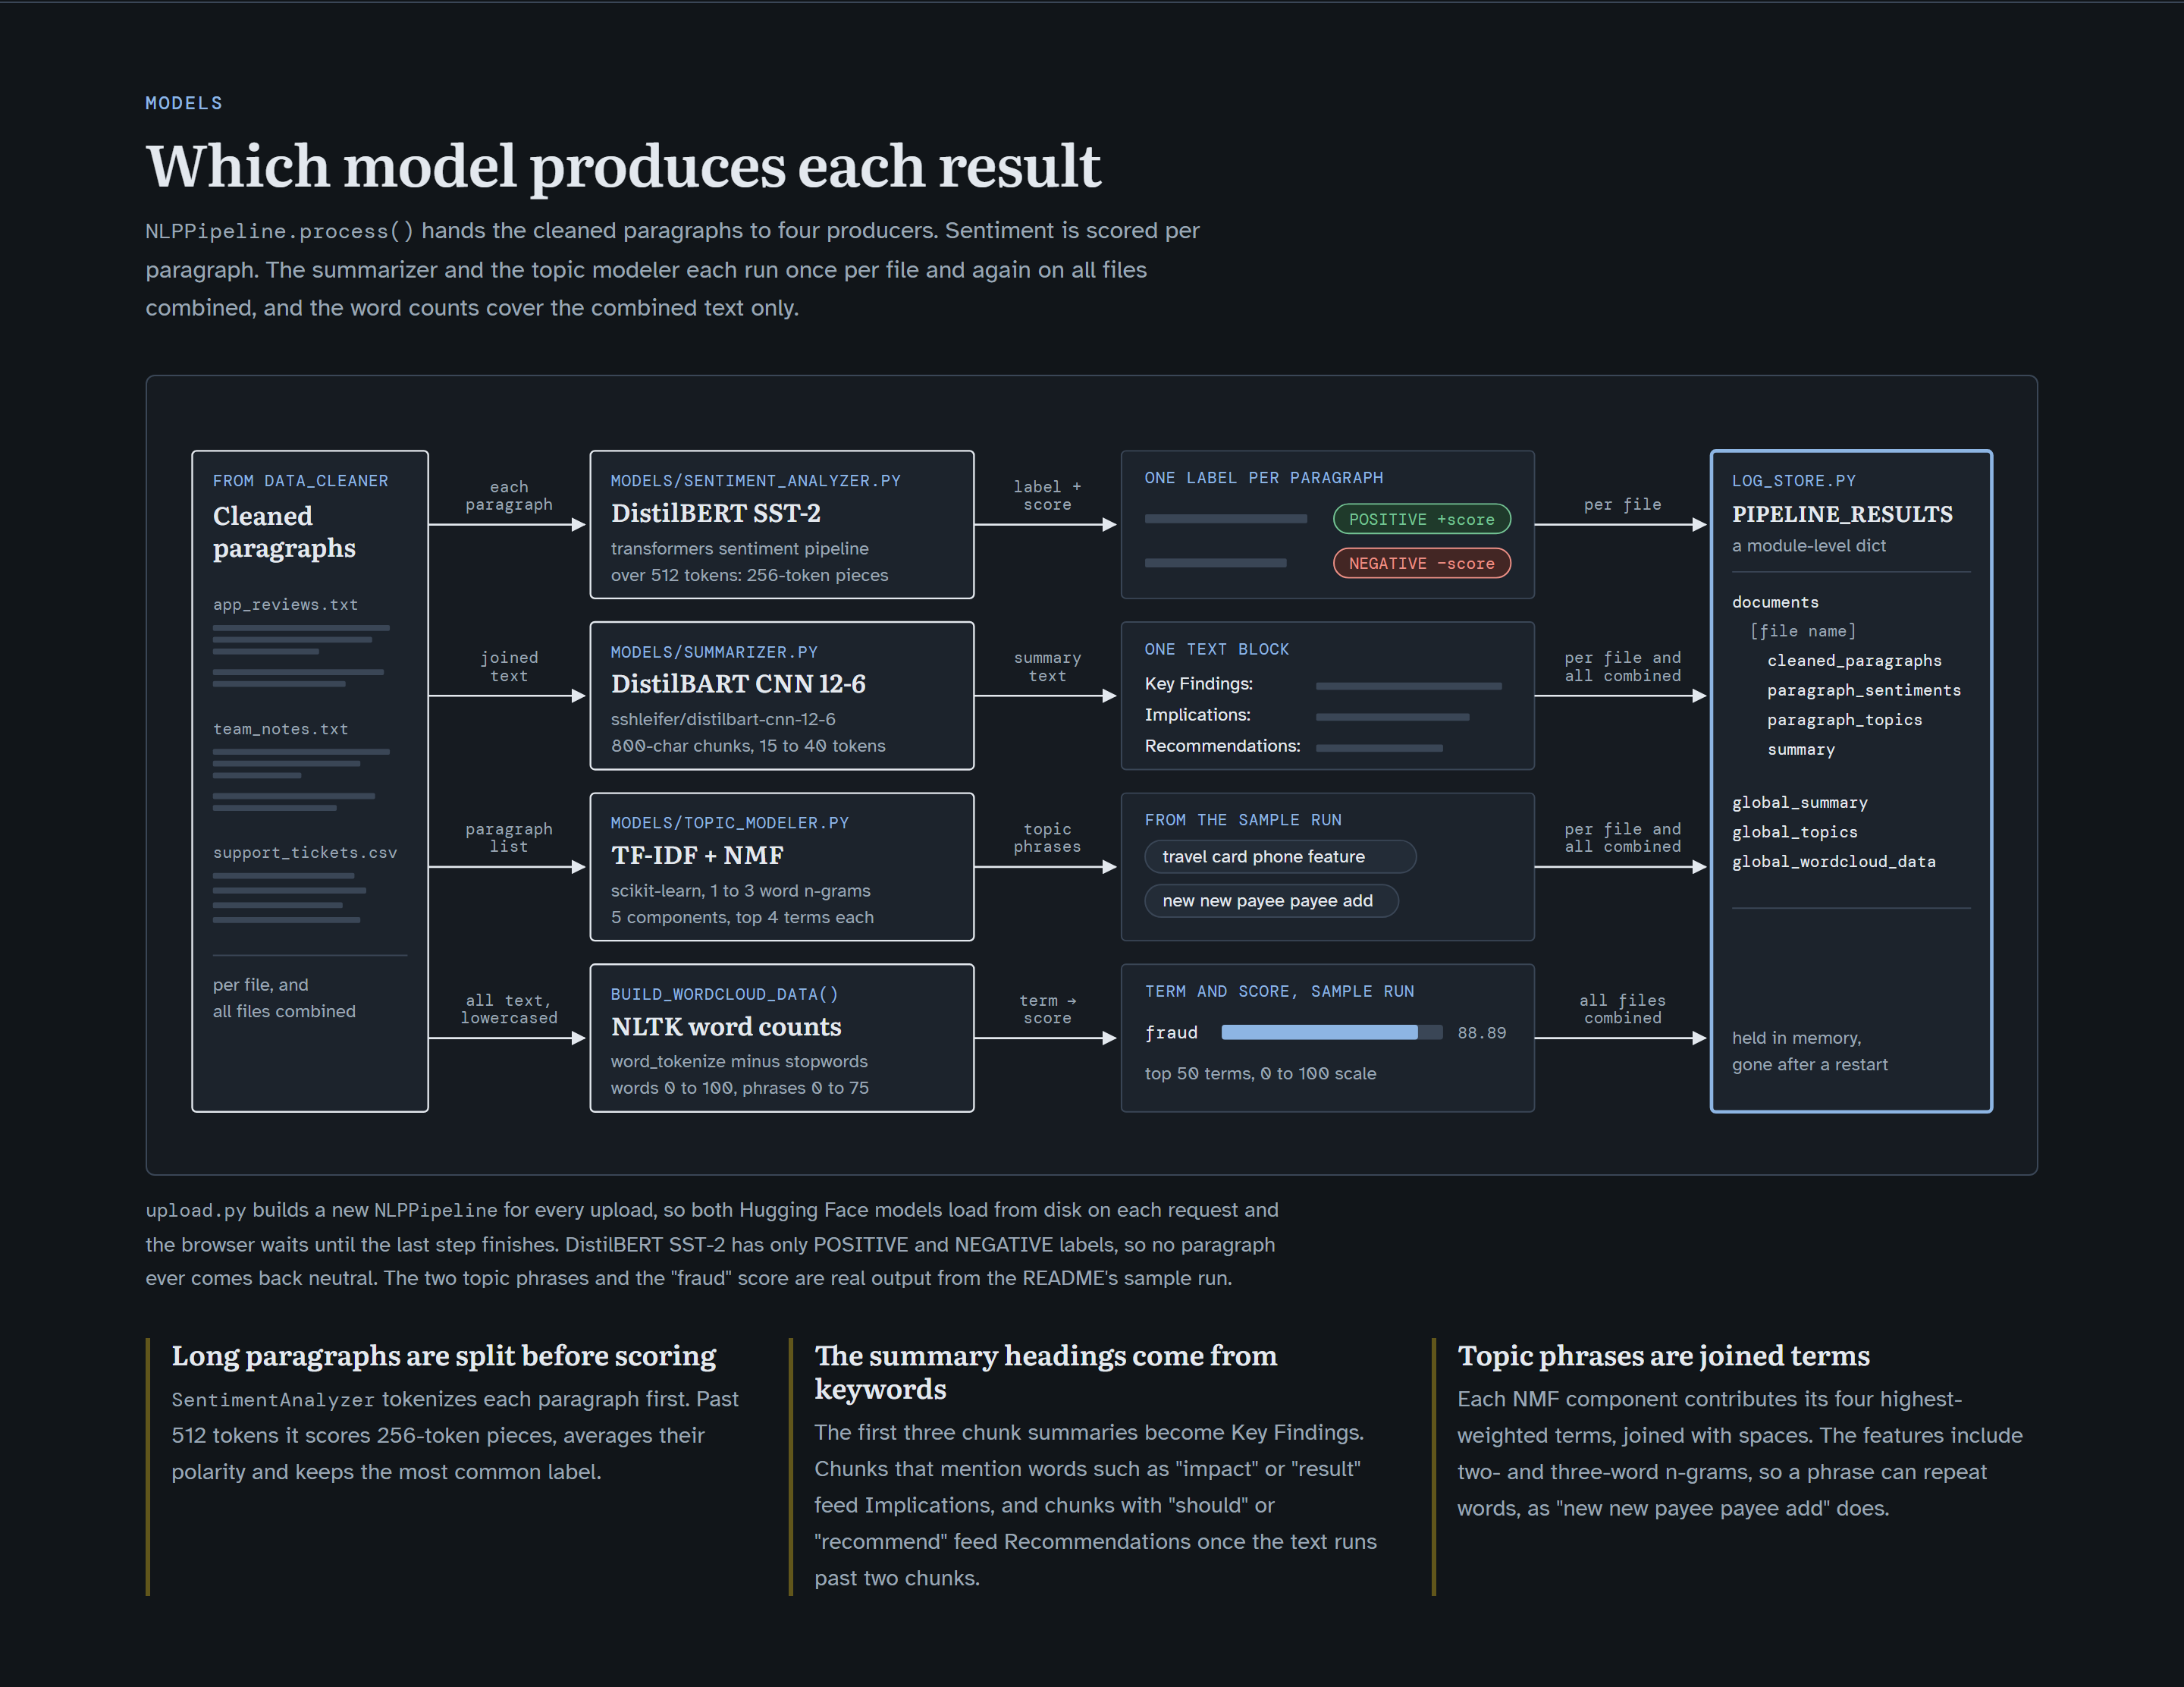 MODELS
Which model produces each result
NLPPipeline.process() hands the cleaned paragraphs to four producers. Sentiment is scored per
paragraph. The summarizer and the topic modeler each run once per file and again on all files
combined, and the word counts cover the combined text only.
FROM DATA_CLEANER
Cleaned
paragraphs
app_reviews.txt
team_notes.txt
support_tickets.csv
per file, and
all files combined
each
paragraph
joined
text
paragraph
list
all text,
lowercased
MODELS/SENTIMENT_ANALYZER.PY
DistilBERT SST-2
transformers sentiment pipeline
over 512 tokens: 256-token pieces
MODELS/SUMMARIZER.PY
DistilBART CNN 12-6
sshleifer/distilbart-cnn-12-6
800-char chunks, 15 to 40 tokens
MODELS/TOPIC_MODELER.PY
TF-IDF + NMF
scikit-learn, 1 to 3 word n-grams
5 components, top 4 terms each
BUILD_WORDCLOUD_DATA()
NLTK word counts
word_tokenize minus stopwords
words 0 to 100, phrases 0 to 75
label +
score
summary
text
topic
phrases
term →
score
ONE LABEL PER PARAGRAPH
POSITIVE +score
NEGATIVE −score
ONE TEXT BLOCK
Key Findings:
Implications:
Recommendations:
FROM THE SAMPLE RUN
travel card phone feature
new new payee payee add
TERM AND SCORE, SAMPLE RUN
fraud 88.89
top 50 terms, 0 to 100 scale
per file
per file and
all combined
per file and
all combined
all files
combined
LOG_STORE.PY
PIPELINE_RESULTS
a module-level dict
documents
[file name]
cleaned_paragraphs
paragraph_sentiments
paragraph_topics
summary
global_summary
global_topics
global_wordcloud_data
held in memory,
gone after a restart
upload.py builds a new NLPPipeline for every upload, so both Hugging Face models load from disk on each request and
the browser waits until the last step finishes. DistilBERT SST-2 has only POSITIVE and NEGATIVE labels, so no paragraph
ever comes back neutral. The two topic phrases and the "fraud" score are real output from the README's sample run.
Long paragraphs are split before scoring
SentimentAnalyzer tokenizes each paragraph first. Past
512 tokens it scores 256-token pieces, averages their
polarity and keeps the most common label.
The summary headings come from
keywords
The first three chunk summaries become Key Findings.
Chunks that mention words such as "impact" or "result"
feed Implications, and chunks with "should" or
"recommend" feed Recommendations once the text runs
past two chunks.
Topic phrases are joined terms
Each NMF component contributes its four highest-
weighted terms, joined with spaces. The features include
two- and three-word n-grams, so a phrase can repeat
words, as "new new payee payee add" does.